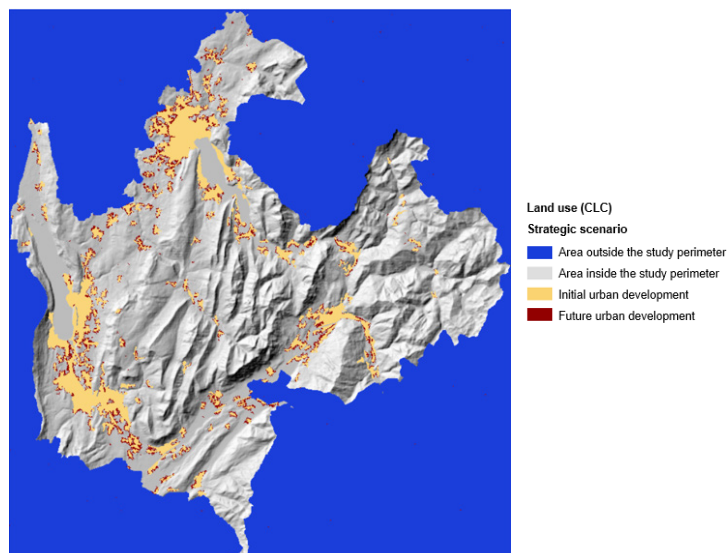 Land use (CLC)
Strategic scenario
Area outside the study perimeter
Area inside the study perimeter
Initial urban development
Future urban development